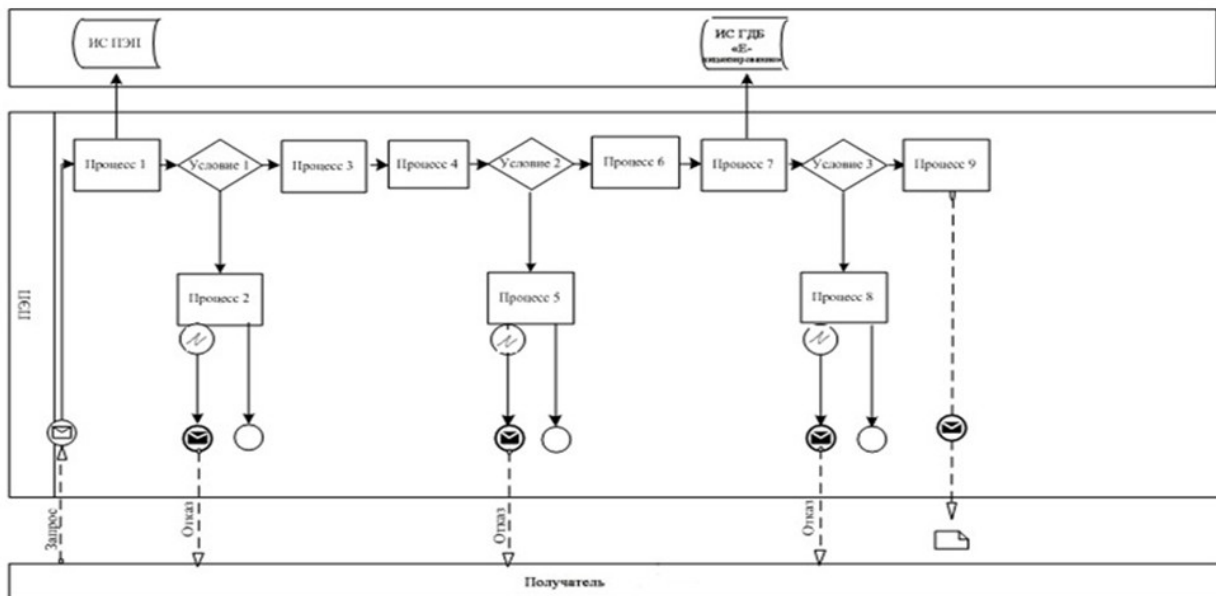 ИС ПЭП
ИС ГДБ
«Е-
лицензирование»
Процесс 1
Условие 1
Процесс 3
Процесс 4
Условие 2
Процесс 6
Процесс 7
Условие 3
Процесс 9
Процесс 2
Процесс 5
Процесс 8
ПЭП
Запрос
Отказ
Отказ
Отказ
Получатель